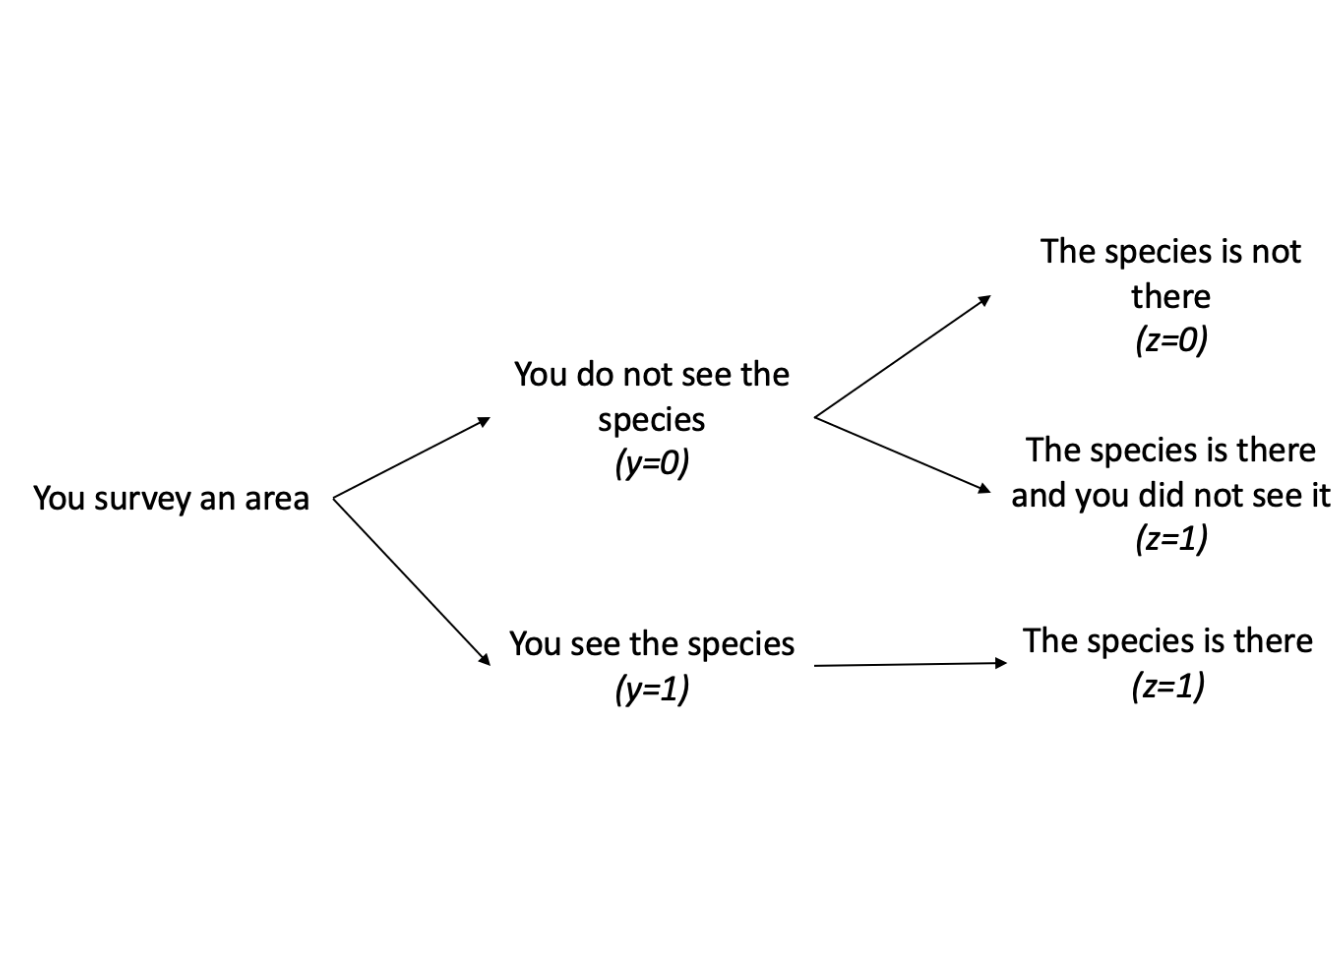 You survey an area
You do not see the
species
(y=0)
You see the species
(y=1)
The species is not
there
(z=0)
The species is there
and you did not see it
(z=1)
The species is there
(z=1)